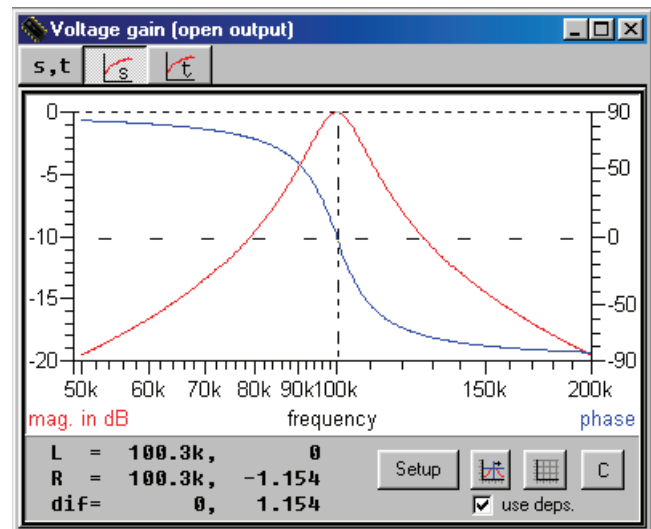 Voltage gain (open output)
s,t s t
0 90
-5 50
-10 0
-15 -50
-20 -90
50k 60k 70k 80k 90k100k 150k 200k
mag. in dB frequency phase
L = 100.3k, 0
R = 100.3k, -1.154
dif= 0, 1.154
Setup C
use deps.